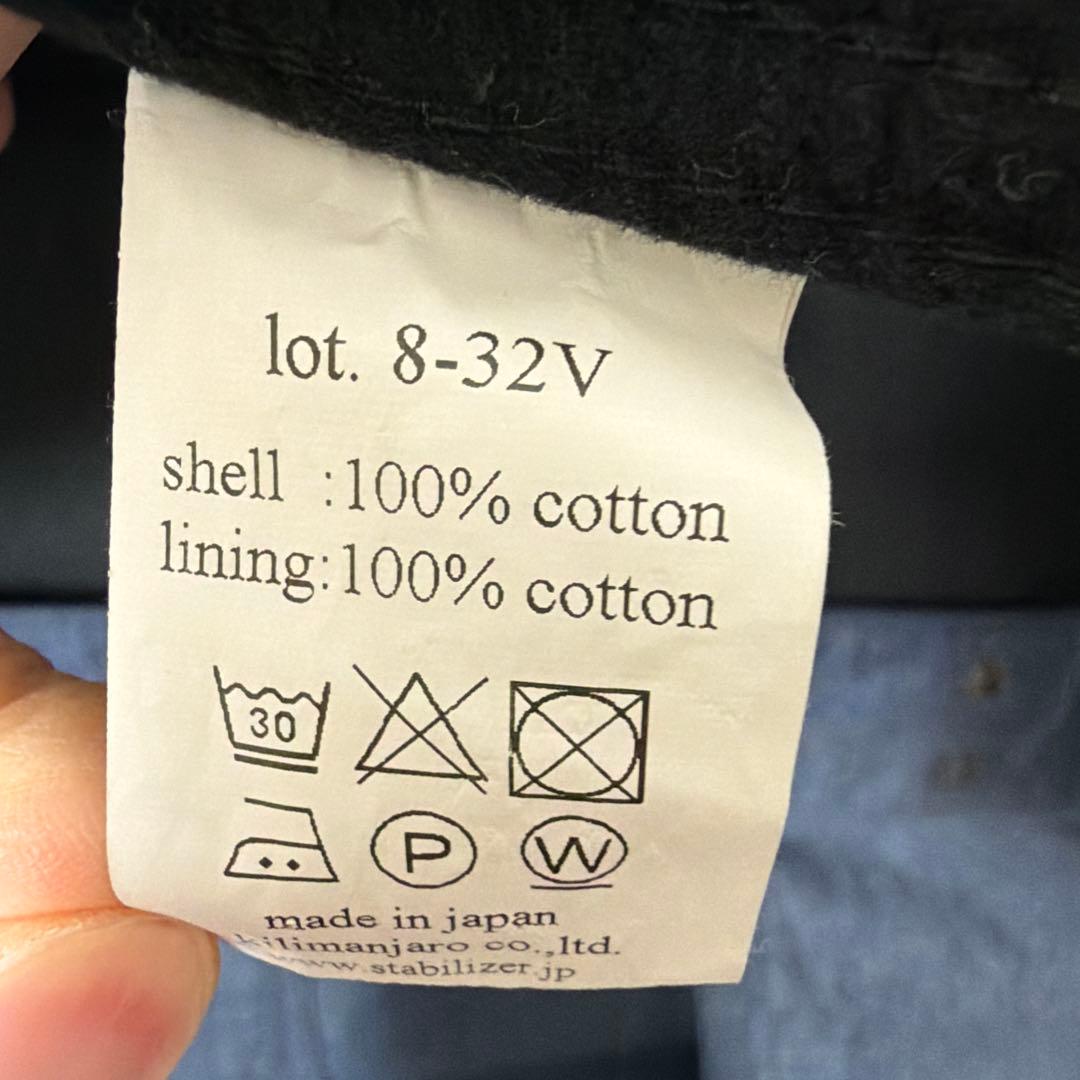 lot. 8-32V
shell :100% cotton
lining:100% cotton
30
P
W
made in japan
kilimanjaro co.,ltd.
www.stabilizer.jp